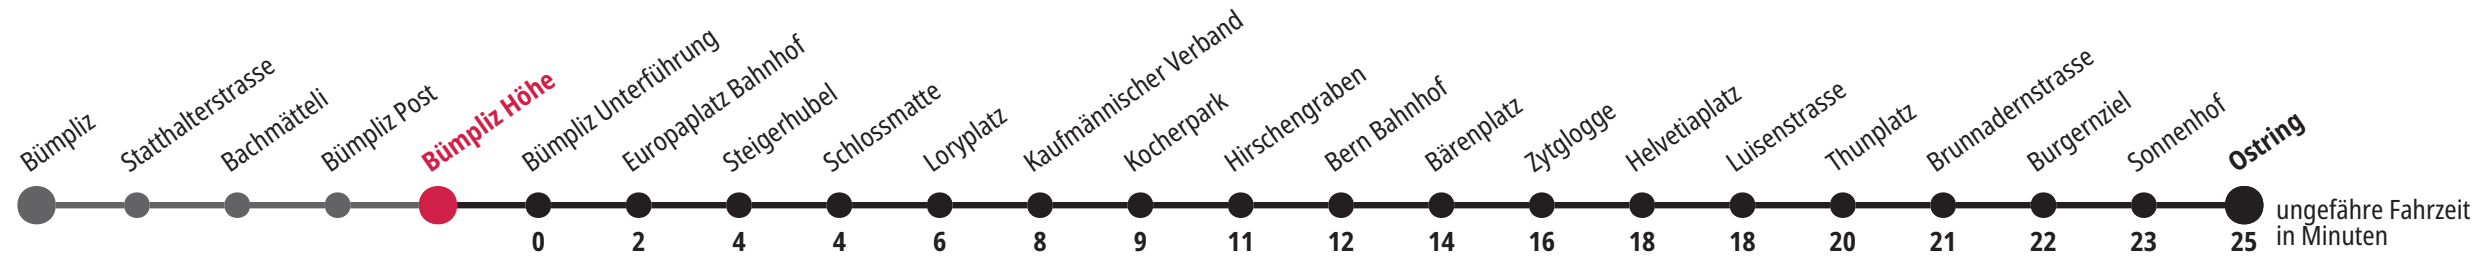 Bümpliz
Statthalterstrasse
Bachmätteli
Bümpliz Post
Bümpliz Höhe
Bümpliz Unterführung
Europaplatz Bahnhof
Steigerhubel
Schlossmatte
Loryplatz
Kaufmännischer Verband
Kocherpark
Hirschengraben
Bern Bahnhof
Bärenplatz
Zytglogge
Helvetiaplatz
Luisenstrasse
Thunplatz
Brunnadernstrasse
Burgernziel
Sonnenhof
Ostring
0 2 4 4 6 8 9 11 12 14 16 18 18 20 21 22 23 25
ungefähre Fahrzeit
in Minuten